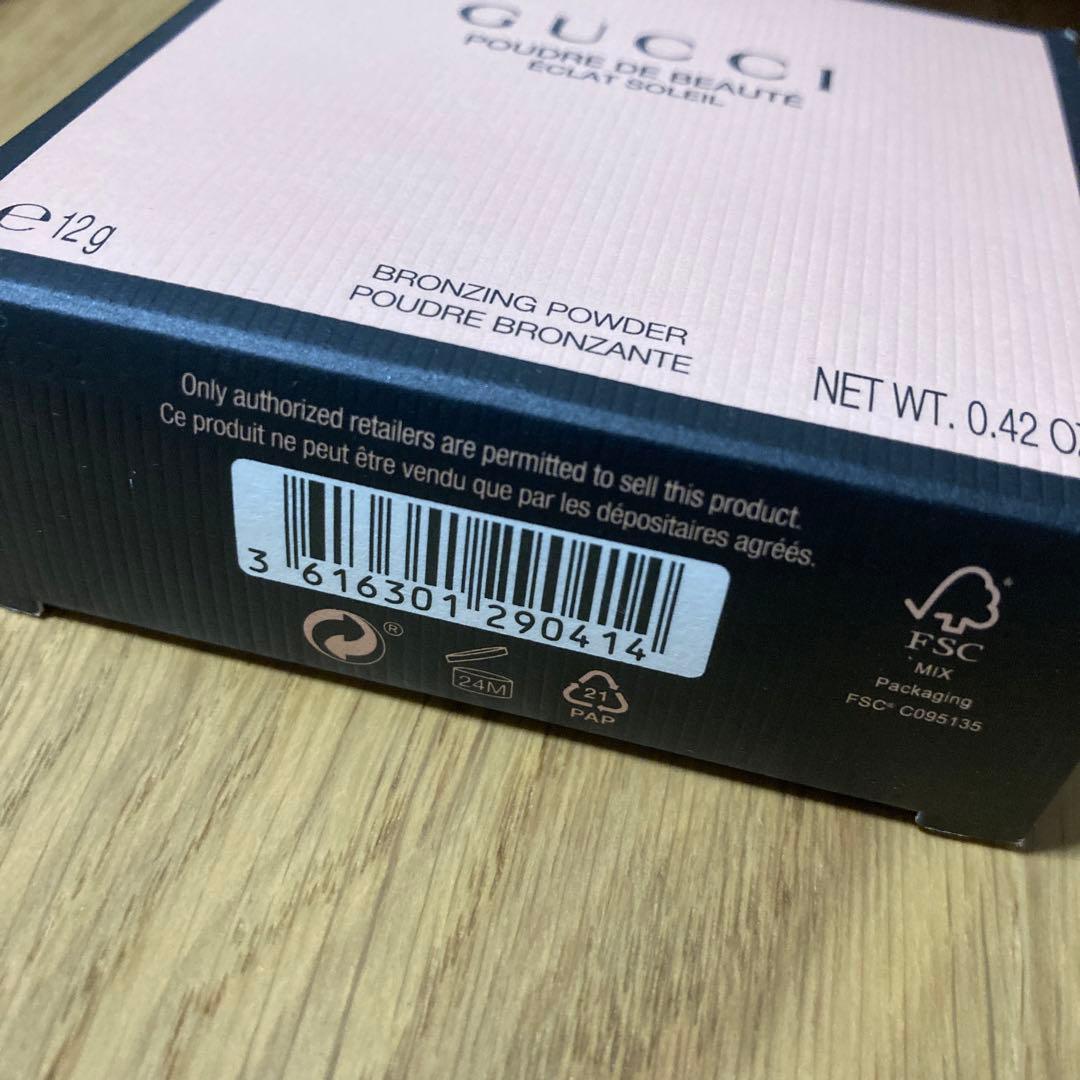 GUCCI
POUDRE DE BEAUTÉ
ÉCLAT SOLEIL
e 12g
BRONZING POWDER
POUDRE BRONZANTE
NET WT. 0.42 OZ.
Only authorized retailers are permitted to sell this product.
Ce produit ne peut être vendu que par les dépositaires agréés.
3 616301 290414
®
24M
21
PAP
FSC
MIX
Packaging
FSC® C095135